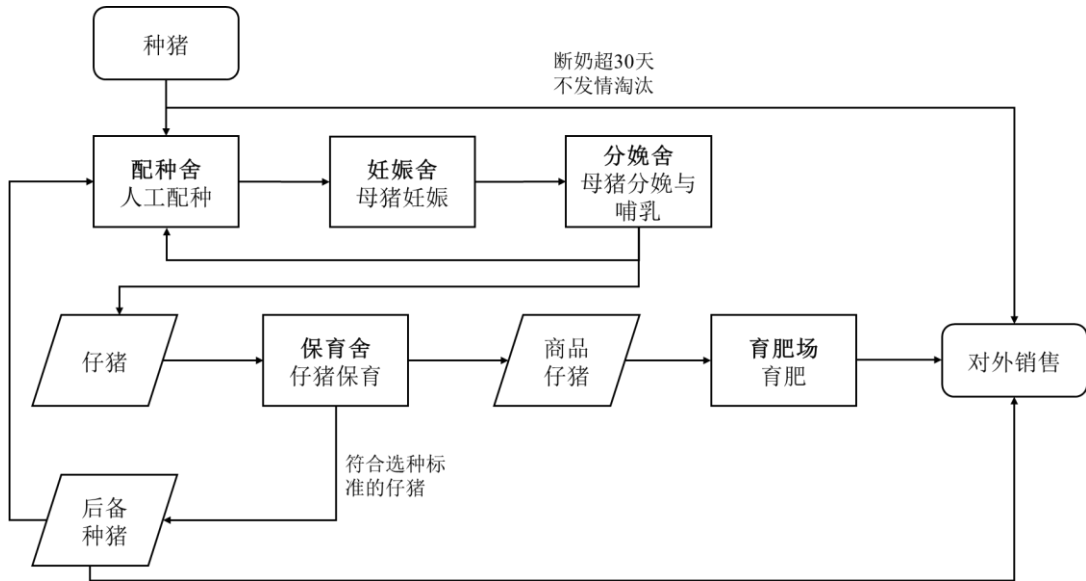 种猪
断奶超30天
不发情淘汰
配种舍
人工配种
妊娠舍
母猪妊娠
分娩舍
母猪分娩与
哺乳
仔猪
保育舍
仔猪保育
商品
仔猪
育肥场
育肥
对外销售
符合选种标
准的仔猪
后备
种猪